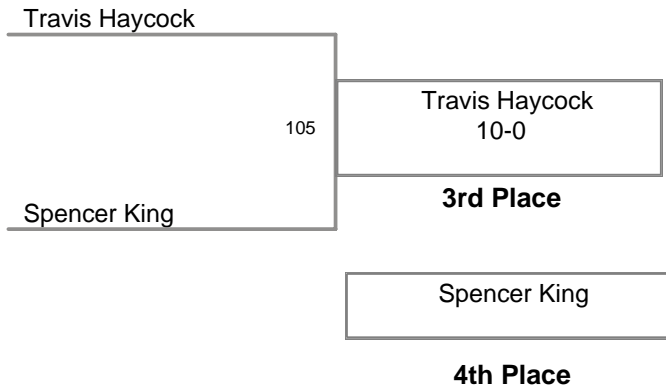 Travis Haycock
105
Travis Haycock
10-0
3rd Place
Spencer King
Spencer King
4th Place